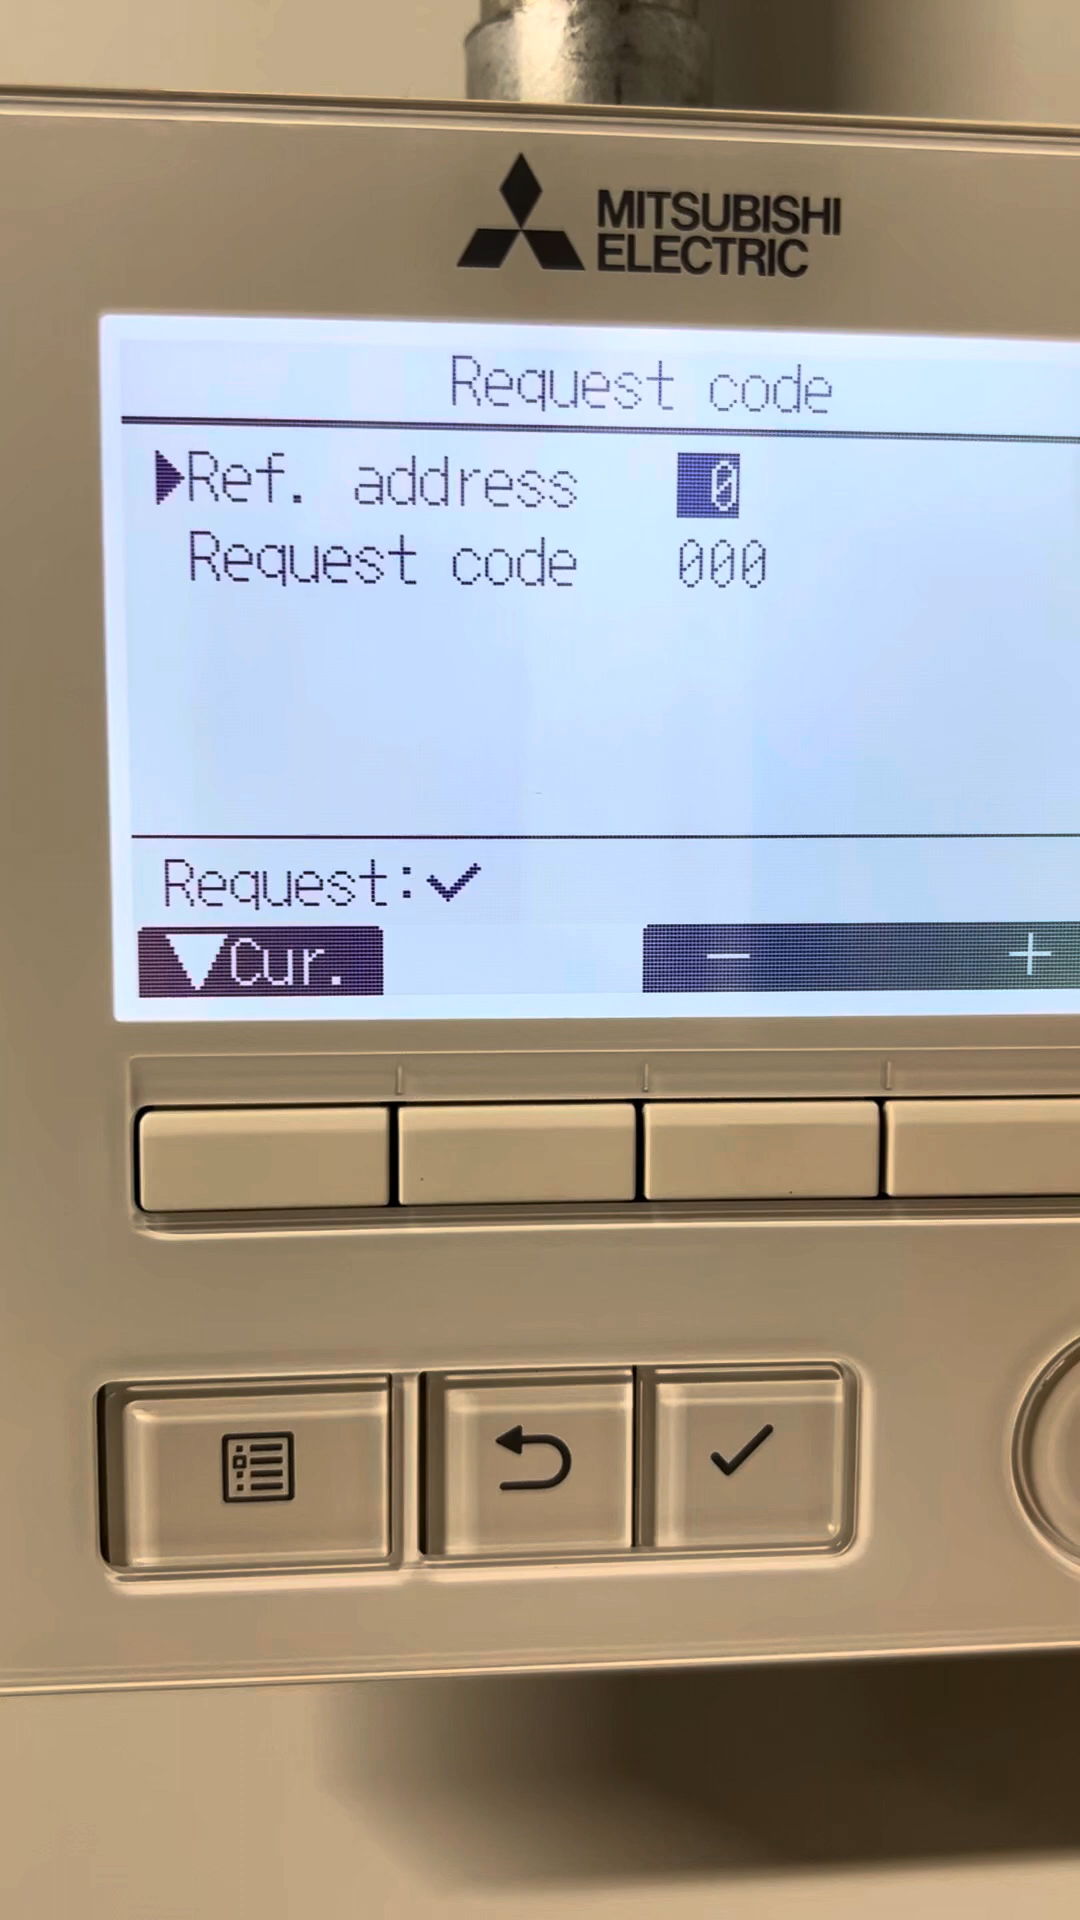 MITSUBISHI
ELECTRIC
Request code
▶Ref. address 0
Request code 000
Request:✓
▼Cur. − +